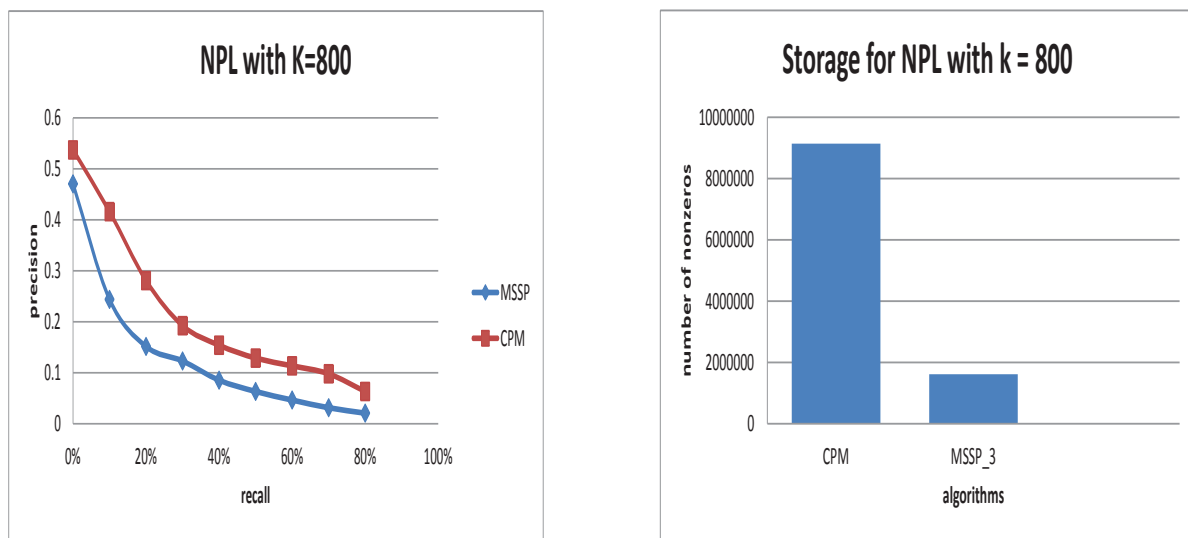 NPL with K=800
0.6
0.5
0.4
0.3
0.2
0.1
0
precision
0% 20% 40% 60% 80% 100%
recall
MSSP
CPM
Storage for NPL with k = 800
10000000
8000000
6000000
4000000
2000000
0
number of nonzeros
CPM MSSP_3
algorithms